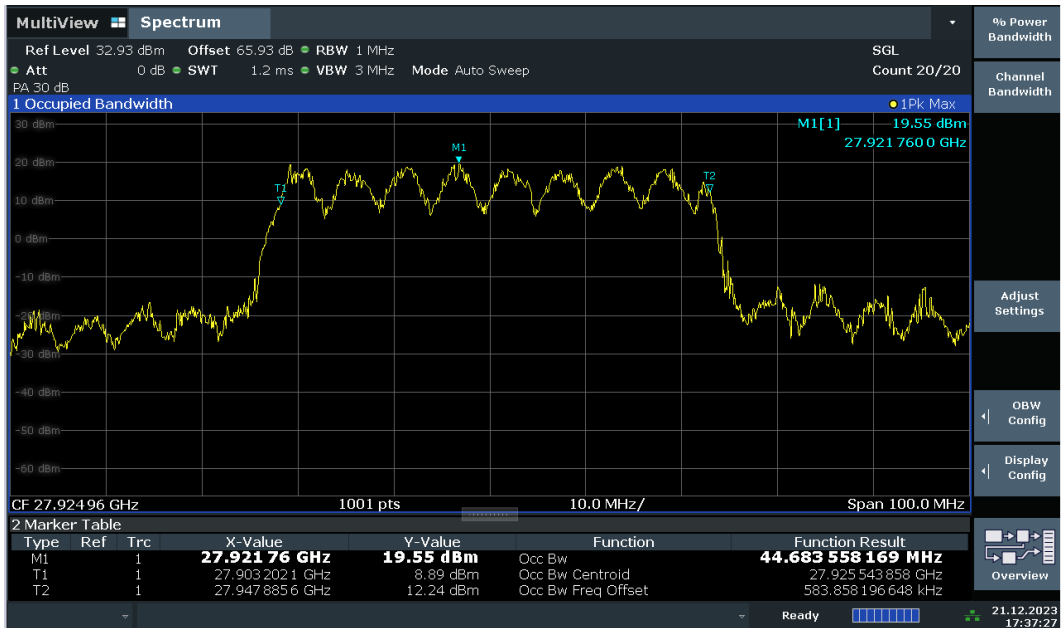 MultiView Spectrum
Ref Level 32.93 dBm Offset 65.93 dB RBW 1 MHz SGL
Att 0 dB SWT 1.2 ms VBW 3 MHz Mode Auto Sweep Count 20/20
PA 30 dB
1 Occupied Bandwidth 1Pk Max
M1[1] 19.55 dBm
27.921 760 0 GHz
30 dBm
20 dBm
10 dBm
0 dBm
-10 dBm
-20 dBm
-30 dBm
-40 dBm
-50 dBm
-60 dBm
M1
T1
T2
CF 27.92496 GHz 1001 pts 10.0 MHz/ Span 100.0 MHz
2 Marker Table
Type Ref Trc X-Value Y-Value Function Function Result
M1 1 27.921 76 GHz 19.55 dBm Occ Bw 44.683 558 169 MHz
T1 1 27.903 202 1 GHz 8.89 dBm Occ Bw Centroid 27.925 543 858 GHz
T2 1 27.947 885 6 GHz 12.24 dBm Occ Bw Freq Offset 583.858 196 648 kHz
Ready
21.12.2023
17:37:27
% Power
Bandwidth
Channel
Bandwidth
Adjust
Settings
OBW
Config
Display
Config
Overview